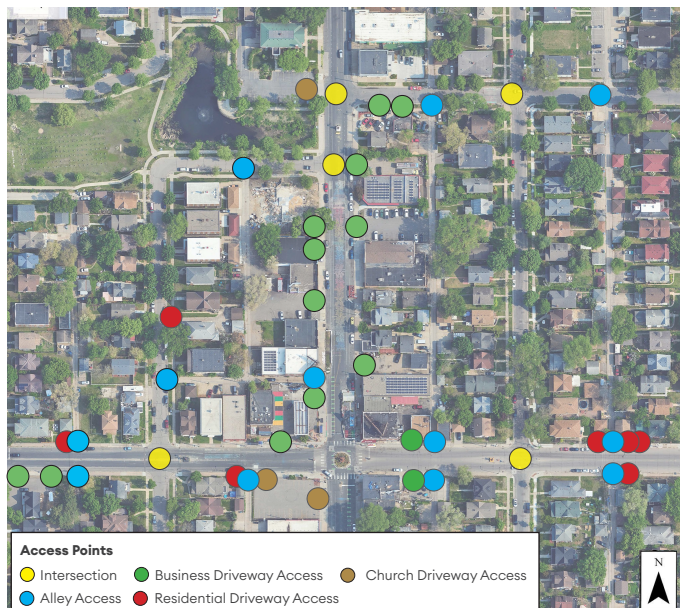 Access Points
Intersection Business Driveway Access Church Driveway Access
Alley Access Residential Driveway Access
N